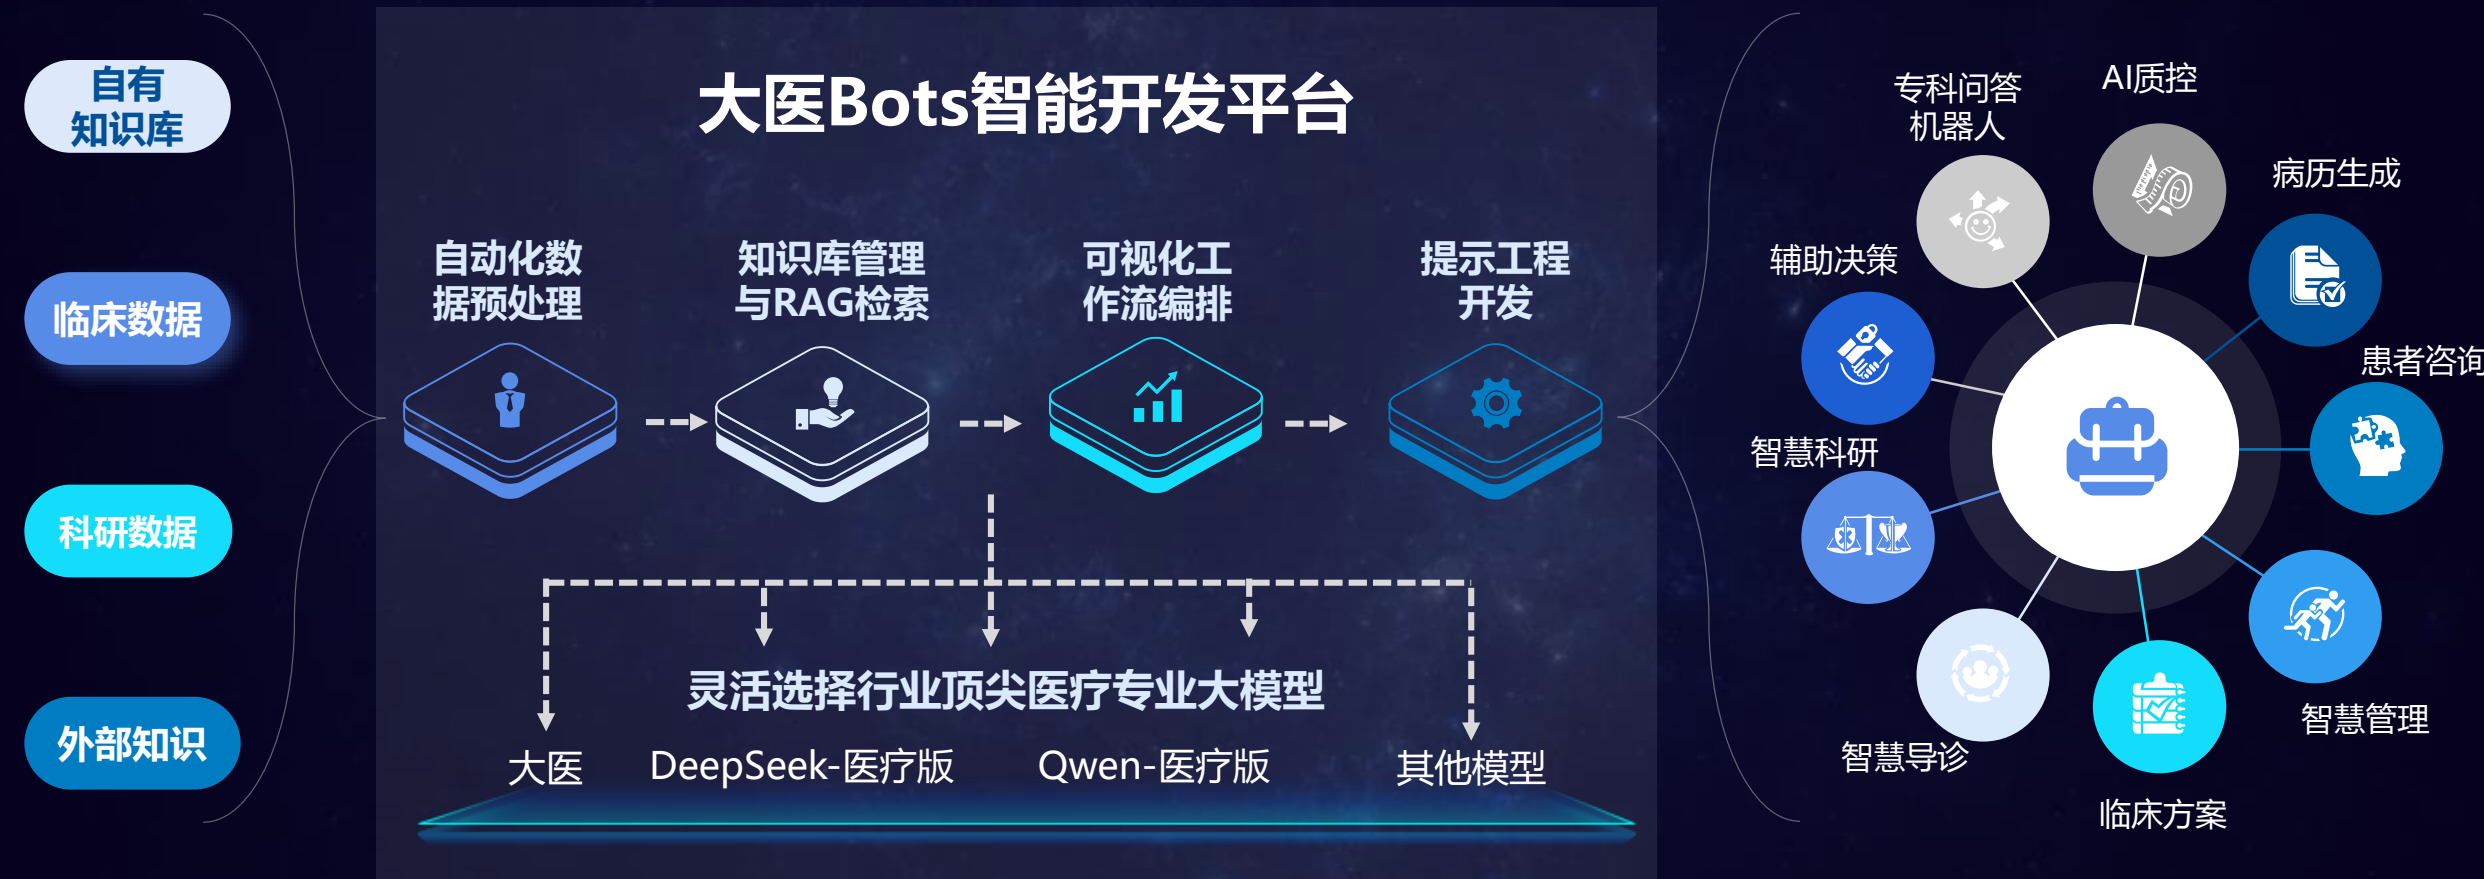 自有
知识库
临床数据
科研数据
外部知识
大医Bots智能开发平台
自动化数
据预处理
知识库管理
与RAG检索
可视化工
作流编排
提示工程
开发
灵活选择行业顶尖医疗专业大模型
大医
DeepSeek-医疗版
Qwen-医疗版
其他模型
专科问答
机器人
AI质控
病历生成
辅助决策
患者咨询
智慧科研
智慧管理
智慧导诊
临床方案